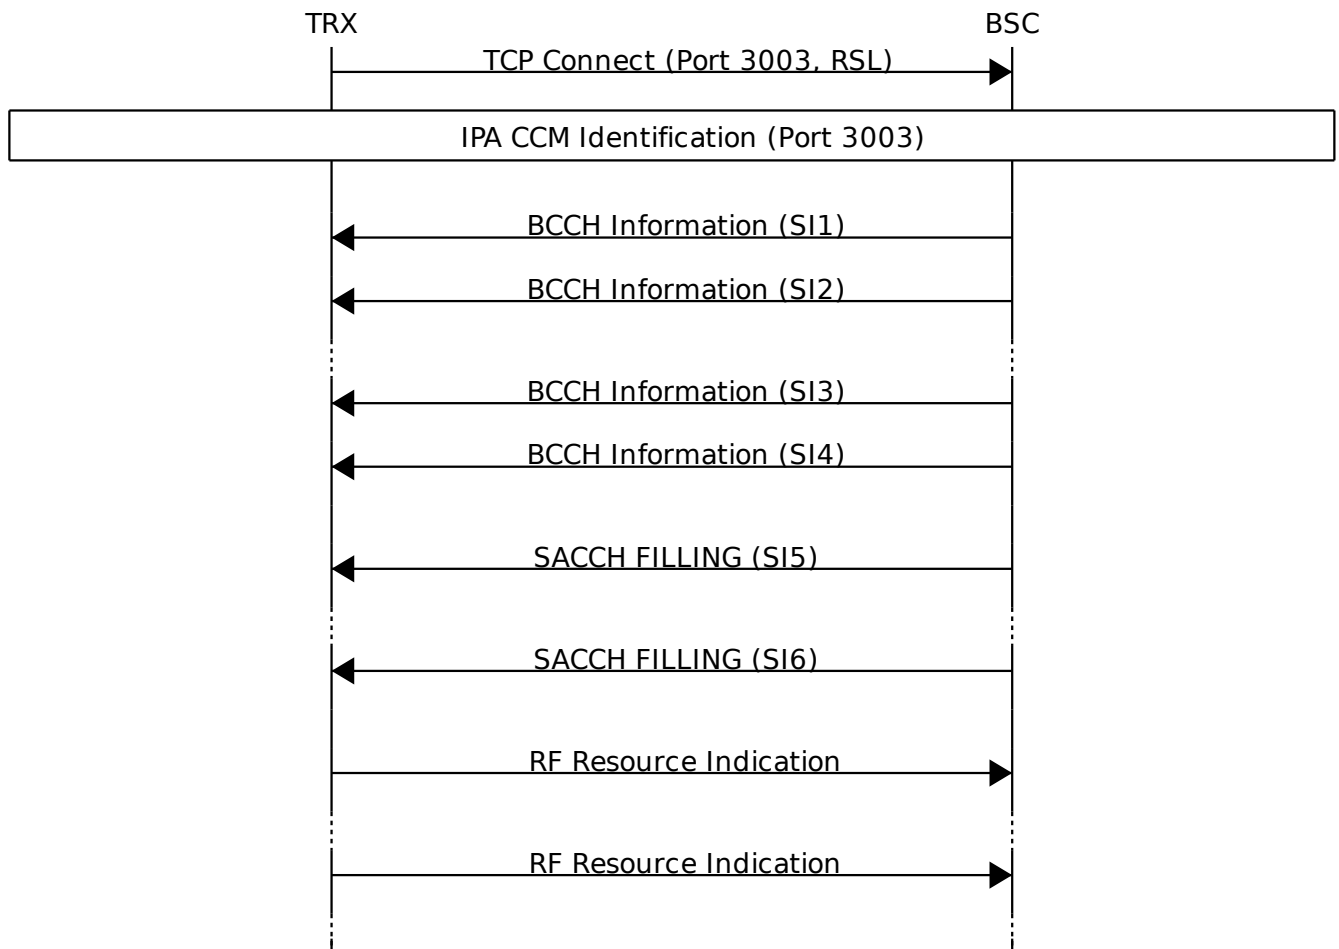 TRX BSC
TCP Connect (Port 3003, RSL)
IPA CCM Identification (Port 3003)
BCCH Information (SI1)
BCCH Information (SI2)
BCCH Information (SI3)
BCCH Information (SI4)
SACCH FILLING (SI5)
SACCH FILLING (SI6)
RF Resource Indication
RF Resource Indication